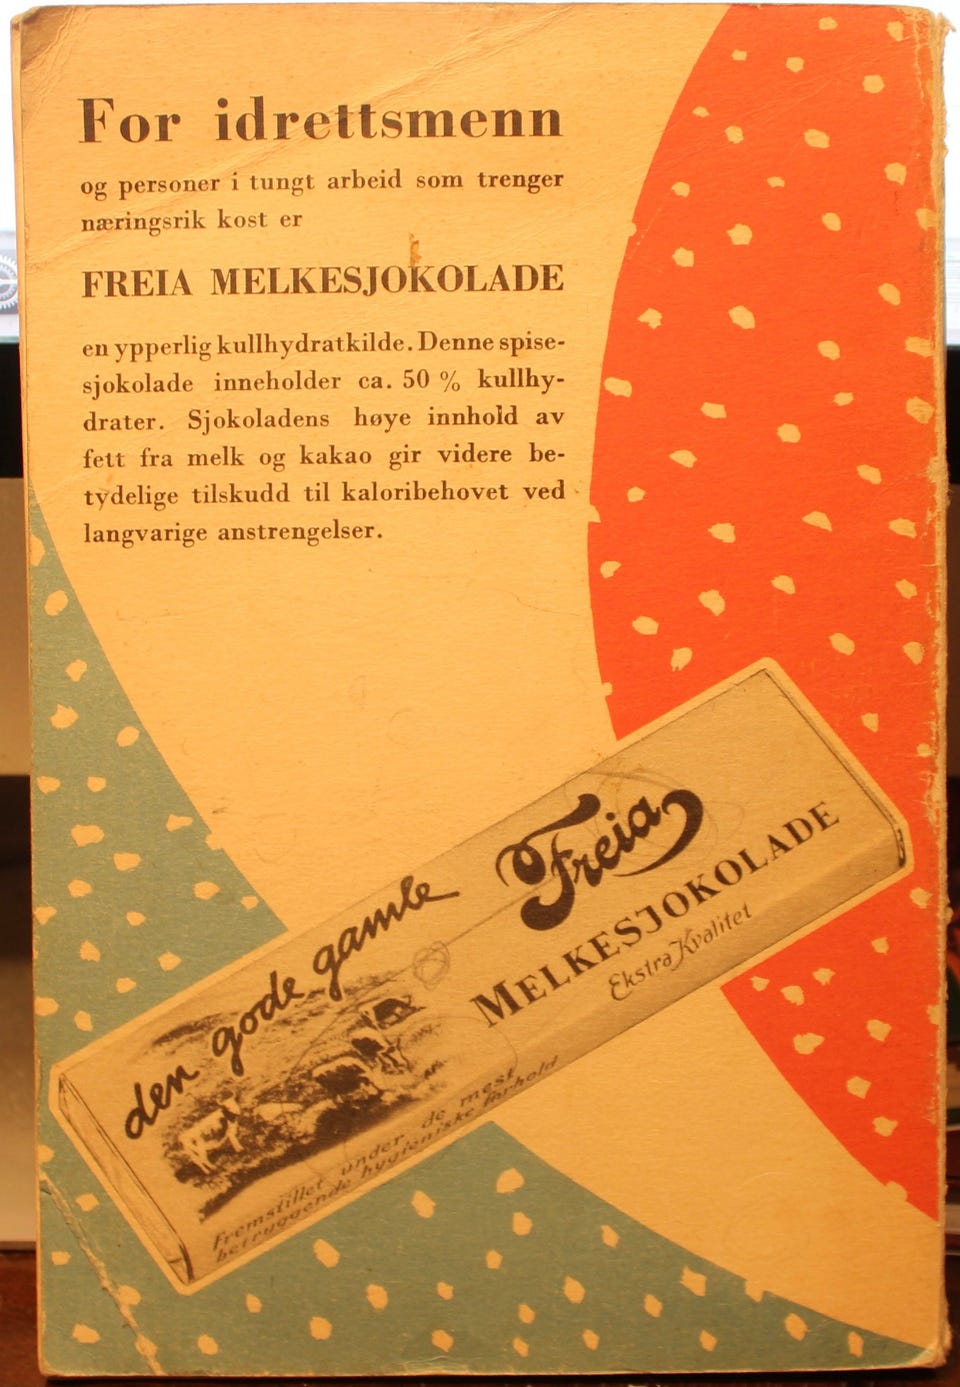 For idrettsmenn
og personer i tungt arbeid som trenger
næringsrik kost er
FREIA MELKESJOKOLADE
en ypperlig kullhydratkilde. Denne spise-
sjokolade inneholder ca. 50 % kullhy-
drater. Sjokoladens høye innhold av
fett fra melk og kakao gir videre be-
tydelige tilskudd til kaloribehovet ved
langvarige anstrengelser.
den gode gamle
Freia
MELKESJOKOLADE
Ekstra Kvalitet
Fremstillet under de mest
betryggende hygieniske forhold